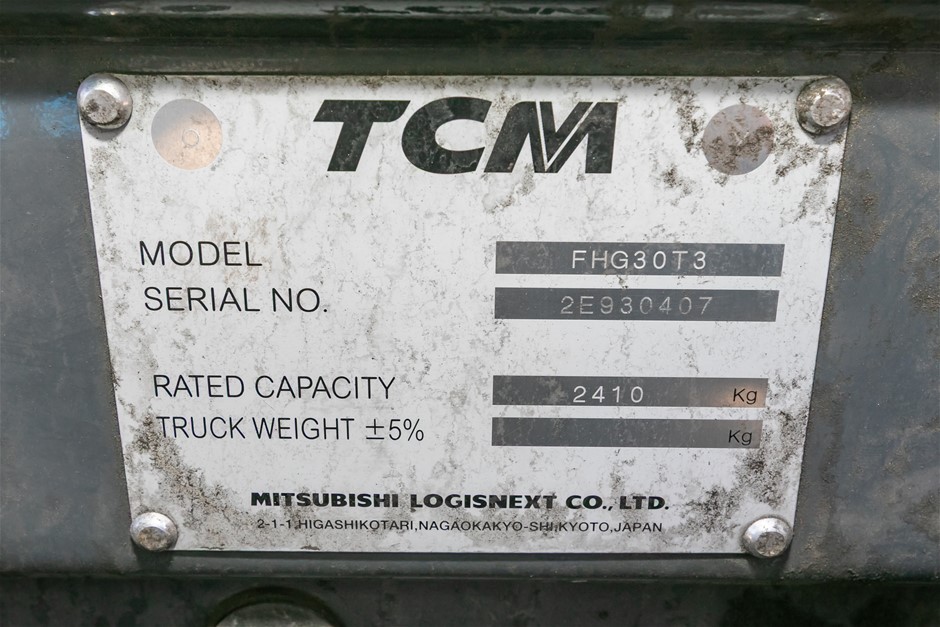 TCM
MODEL FHG30T3
SERIAL NO. 2E930407
RATED CAPACITY 2410 Kg
TRUCK WEIGHT ±5% Kg
MITSUBISHI LOGISNEXT CO., LTD.
2-1-1,HIGASHIKOTARI,NAGAOKAKYO-SHI,KYOTO,JAPAN